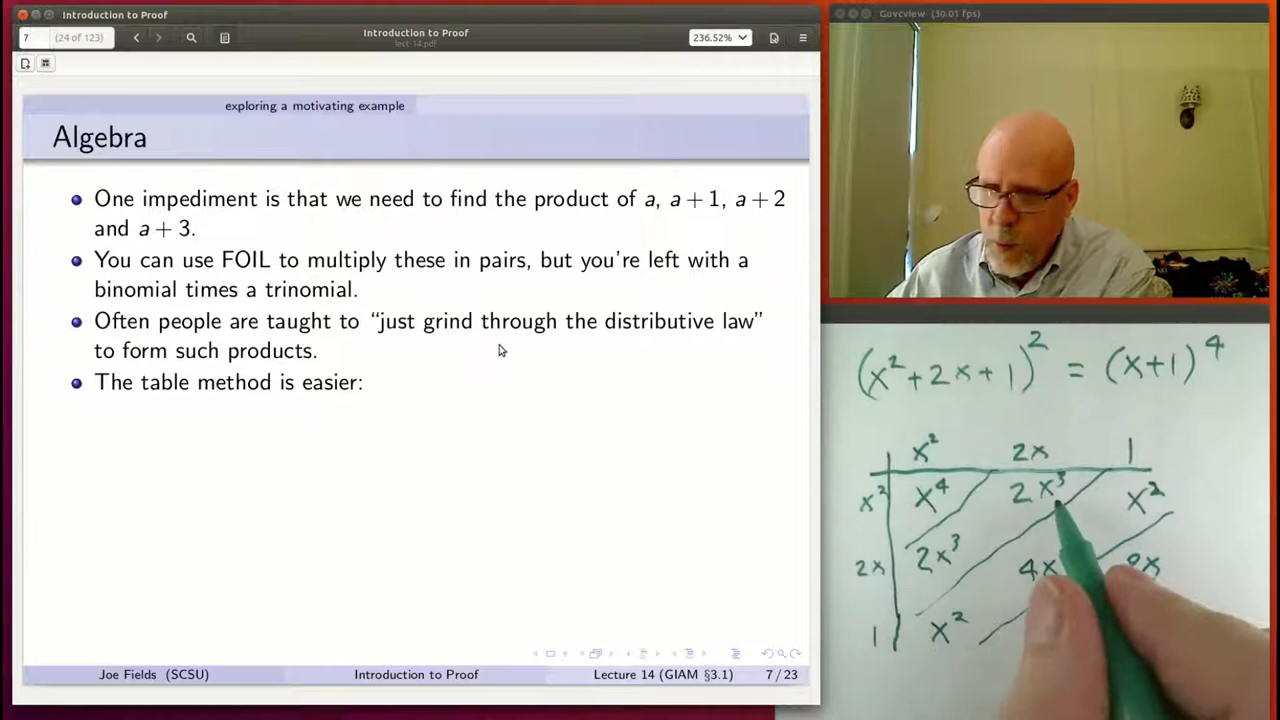 Introduction to Proof
7 (24 of 123)
Introduction to Proof
lect-14.pdf
236.52%
exploring a motivating example
Algebra
One impediment is that we need to find the product of a, a + 1, a + 2
and a + 3.
You can use FOIL to multiply these in pairs, but you're left with a
binomial times a trinomial.
Often people are taught to “just grind through the distributive law”
to form such products.
The table method is easier:
Joe Fields (SCSU) Introduction to Proof Lecture 14 (GIAM §3.1) 7 / 23
Guvcview (30.01 fps)
(x²+2x+1)² = (x+1)⁴
x² 2x 1
x² x⁴ 2x³ x²
2x 2x³ 4x
1 x²